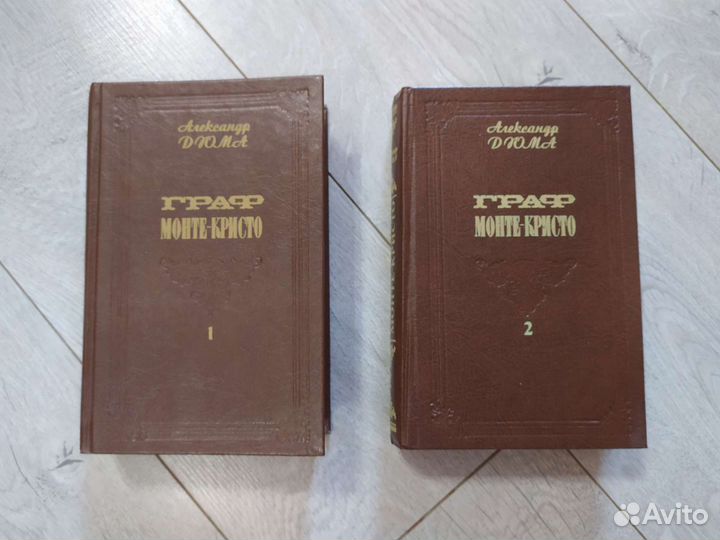 Александр
ДЮМА
ГРАФ
МОНТЕ-КРИСТО
1
Александр
ДЮМА
ГРАФ
МОНТЕ-КРИСТО
2
Avito